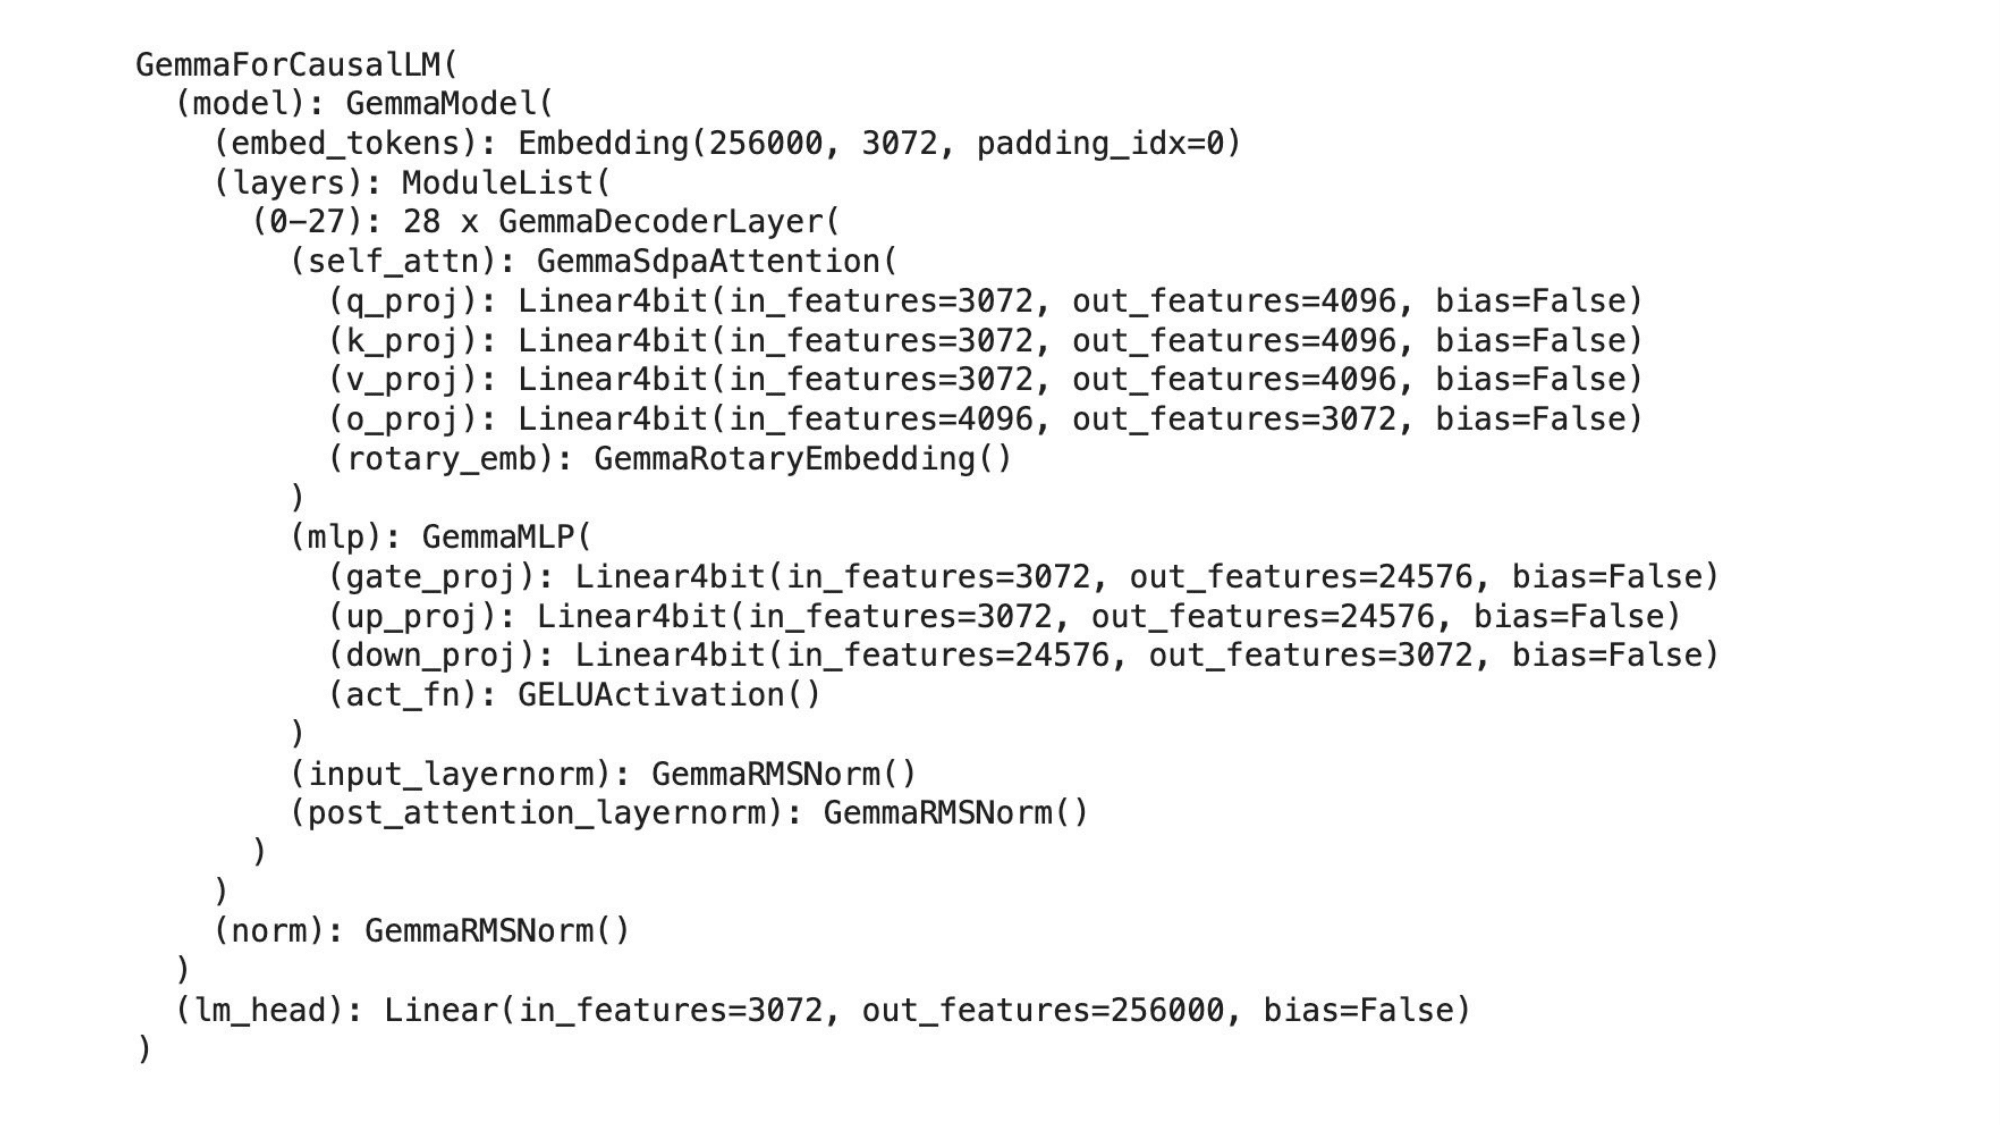 GemmaForCausalLM(
  (model): GemmaModel(
    (embed_tokens): Embedding(256000, 3072, padding_idx=0)
    (layers): ModuleList(
      (0-27): 28 x GemmaDecoderLayer(
        (self_attn): GemmaSdpaAttention(
          (q_proj): Linear4bit(in_features=3072, out_features=4096, bias=False)
          (k_proj): Linear4bit(in_features=3072, out_features=4096, bias=False)
          (v_proj): Linear4bit(in_features=3072, out_features=4096, bias=False)
          (o_proj): Linear4bit(in_features=4096, out_features=3072, bias=False)
          (rotary_emb): GemmaRotaryEmbedding()
        )
        (mlp): GemmaMLP(
          (gate_proj): Linear4bit(in_features=3072, out_features=24576, bias=False)
          (up_proj): Linear4bit(in_features=3072, out_features=24576, bias=False)
          (down_proj): Linear4bit(in_features=24576, out_features=3072, bias=False)
          (act_fn): GELUActivation()
        )
        (input_layernorm): GemmaRMSNorm()
        (post_attention_layernorm): GemmaRMSNorm()
      )
    )
    (norm): GemmaRMSNorm()
  )
  (lm_head): Linear(in_features=3072, out_features=256000, bias=False)
)